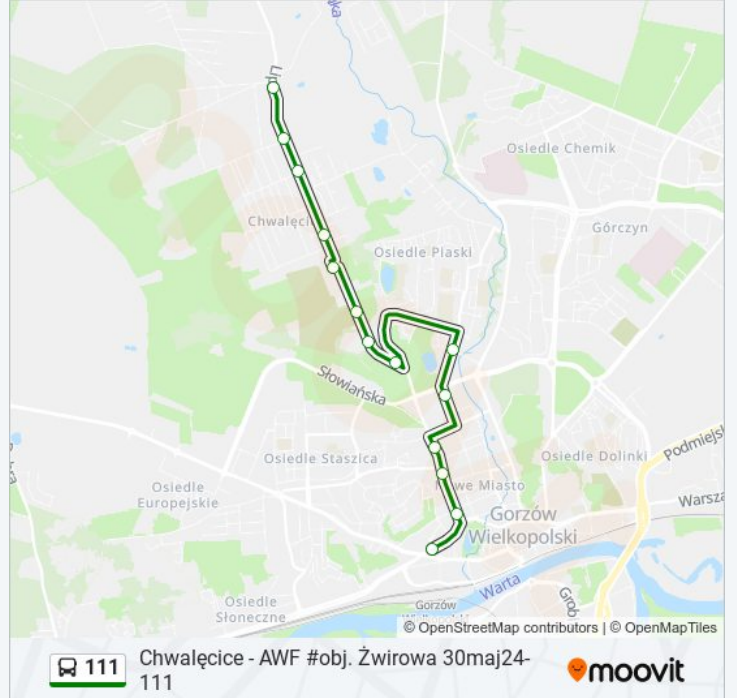 Osiedle Chemik
Chwalęci
Górczyn
Osiedle Piaski
Słowiańska
Podmiejs
Osiedle Staszica
Osiedle Dolinki
Osiedle
Europejskie
owe Miasto
Warsza
Gorzów
Wielkopolski
Warta
Osiedle
Słoneczne
Gorzów
© OpenStreetMap contributors | © OpenMapTiles
111
Chwalęcice - AWF #obj. Żwirowa 30maj24-
111
moovit